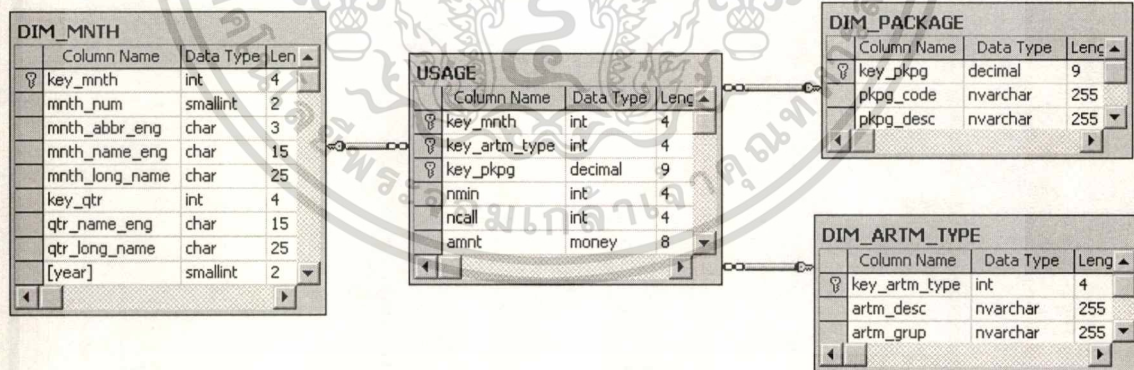 DIM_MNTH
Column Name Data Type Len
key_mnth int 4
mnth_num smallint 2
mnth_abbr_eng char 3
mnth_name_eng char 15
mnth_long_name char 25
key_qtr int 4
qtr_name_eng char 15
qtr_long_name char 25
[year] smallint 2
USAGE
Column Name Data Type Leng
key_mnth int 4
key_artm_type int 4
key_pkpg decimal 9
nmin int 4
ncall int 4
amnt money 8
DIM_PACKAGE
Column Name Data Type Leng
key_pkpg decimal 9
pkpg_code nvarchar 255
pkpg_desc nvarchar 255
DIM_ARTM_TYPE
Column Name Data Type Leng
key_artm_type int 4
artm_desc nvarchar 255
artm_grup nvarchar 255